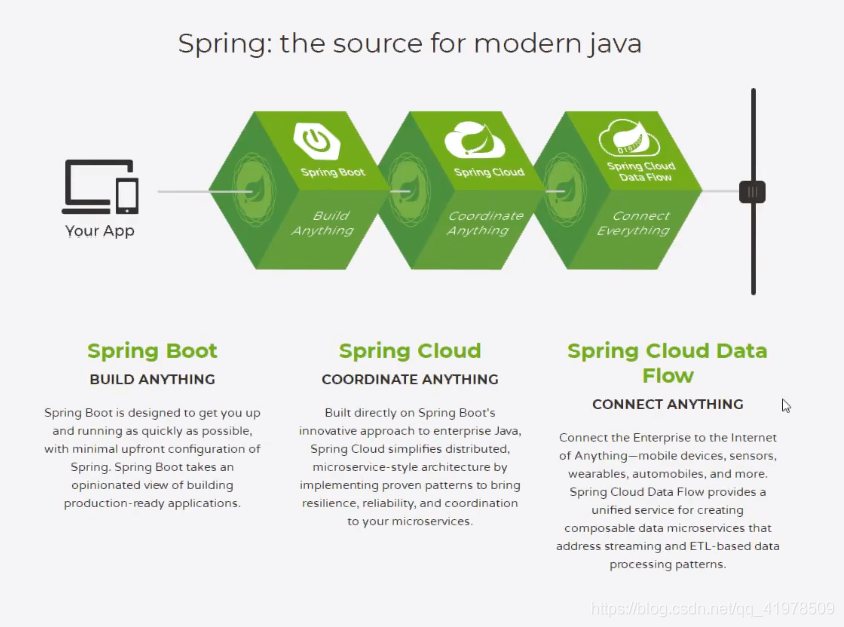 Spring: the source for modern java
Your App
Spring Boot
Build
Anything
Spring Cloud
Coordinate
Anything
Spring Cloud
Data Flow
Connect
Everything
Spring Boot
BUILD ANYTHING
Spring Boot is designed to get you up
and running as quickly as possible,
with minimal upfront configuration of
Spring. Spring Boot takes an
opinionated view of building
production-ready applications.
Spring Cloud
COORDINATE ANYTHING
Built directly on Spring Boot's
innovative approach to enterprise Java,
Spring Cloud simplifies distributed,
microservice-style architecture by
implementing proven patterns to bring
resilience, reliability, and coordination
to your microservices.
Spring Cloud Data
Flow
CONNECT ANYTHING
Connect the Enterprise to the Internet
of Anything—mobile devices, sensors,
wearables, automobiles, and more.
Spring Cloud Data Flow provides a
unified service for creating
composable data microservices that
address streaming and ETL-based data
processing patterns.
https://blog.csdn.net/qq_41978509